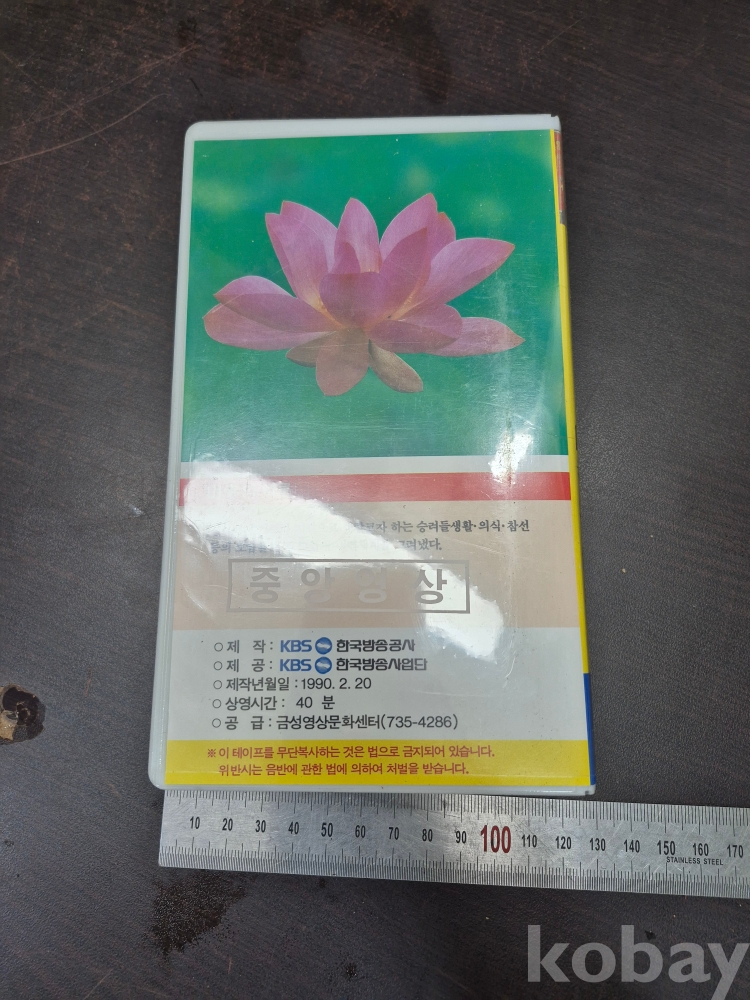 하는 승려들생활·의식·참선
그려냈다.
중앙영상
○ 제 작 : KBS 한국방송공사
○ 제 공 : KBS 한국방송사업단
○ 제작년월일 : 1990. 2. 20
○ 상영시간 : 40 분
○ 공 급 : 금성영상문화센터(735-4286)
※ 이 테이프를 무단복사하는 것은 법으로 금지되어 있습니다.
위반시는 음반에 관한 법에 의하여 처벌을 받습니다.
10 20 30 40 50 60 70 80 90 100 110 120 130 140 150 160 170
STAINLESS STEEL
kobay